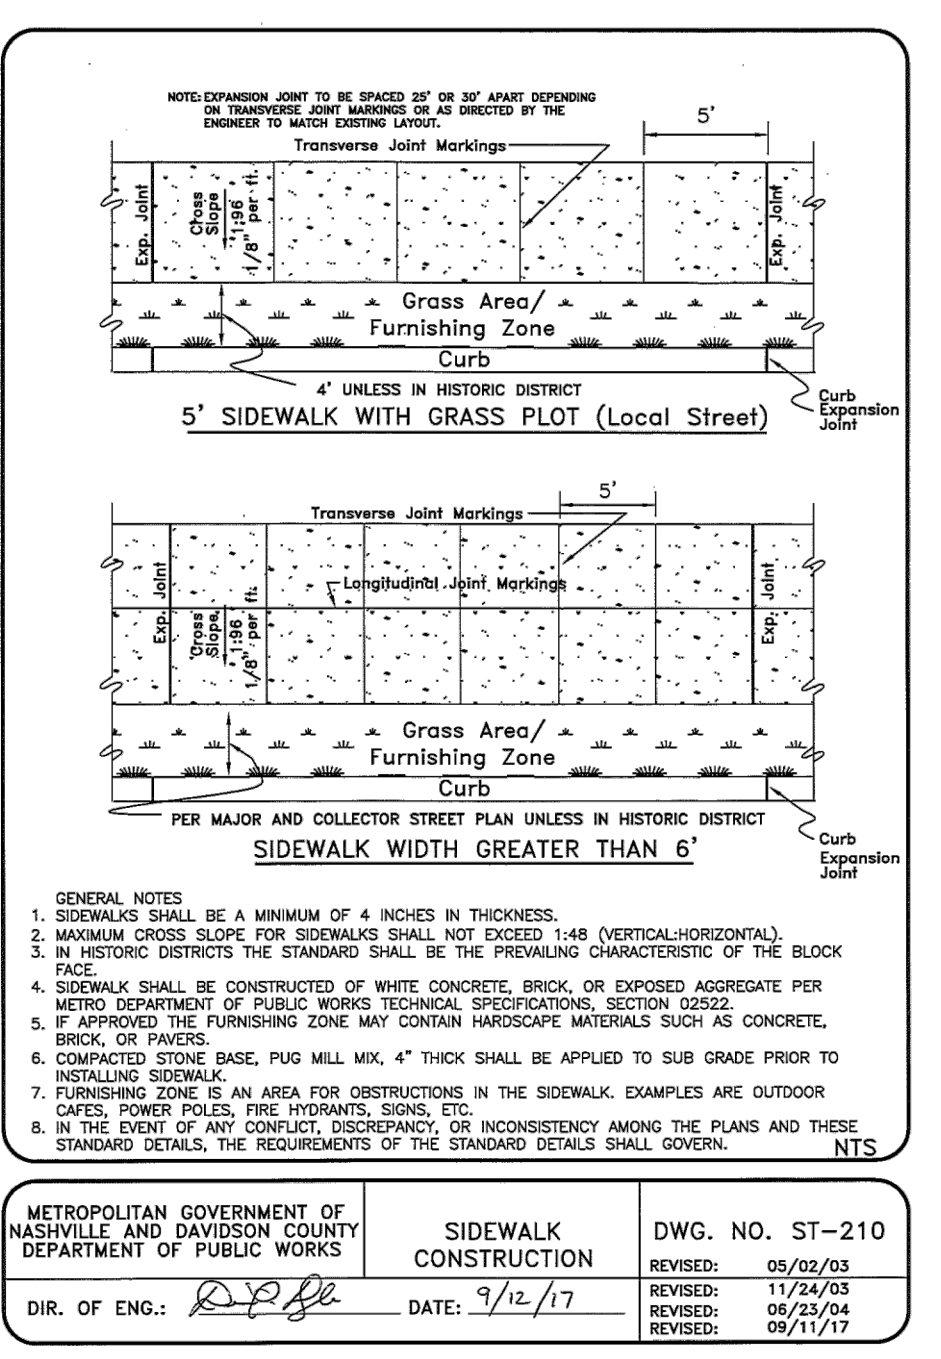 NOTE: EXPANSION JOINT TO BE SPACED 25' OR 30' APART DEPENDING
ON TRANSVERSE JOINT MARKINGS OR AS DIRECTED BY THE
ENGINEER TO MATCH EXISTING LAYOUT.
5'
Transverse Joint Markings
Exp. Joint
Cross
Slope
1:96
1/8" per ft.
Exp. Joint
Grass Area/
Furnishing Zone
Curb
4' UNLESS IN HISTORIC DISTRICT
Curb
Expansion
Joint
5' SIDEWALK WITH GRASS PLOT (Local Street)
5'
Transverse Joint Markings
Longitudinal Joint Markings
Exp. Joint
Cross
Slope
1:96
1/8" per ft.
Exp. Joint
Grass Area/
Furnishing Zone
Curb
PER MAJOR AND COLLECTOR STREET PLAN UNLESS IN HISTORIC DISTRICT
Curb
Expansion
Joint
SIDEWALK WIDTH GREATER THAN 6'
GENERAL NOTES
1. SIDEWALKS SHALL BE A MINIMUM OF 4 INCHES IN THICKNESS.
2. MAXIMUM CROSS SLOPE FOR SIDEWALKS SHALL NOT EXCEED 1:48 (VERTICAL:HORIZONTAL).
3. IN HISTORIC DISTRICTS THE STANDARD SHALL BE THE PREVAILING CHARACTERISTIC OF THE BLOCK
FACE.
4. SIDEWALK SHALL BE CONSTRUCTED OF WHITE CONCRETE, BRICK, OR EXPOSED AGGREGATE PER
METRO DEPARTMENT OF PUBLIC WORKS TECHNICAL SPECIFICATIONS, SECTION 02522.
5. IF APPROVED THE FURNISHING ZONE MAY CONTAIN HARDSCAPE MATERIALS SUCH AS CONCRETE,
BRICK, OR PAVERS.
6. COMPACTED STONE BASE, PUG MILL MIX, 4" THICK SHALL BE APPLIED TO SUB GRADE PRIOR TO
INSTALLING SIDEWALK.
7. FURNISHING ZONE IS AN AREA FOR OBSTRUCTIONS IN THE SIDEWALK. EXAMPLES ARE OUTDOOR
CAFES, POWER POLES, FIRE HYDRANTS, SIGNS, ETC.
8. IN THE EVENT OF ANY CONFLICT, DISCREPANCY, OR INCONSISTENCY AMONG THE PLANS AND THESE
STANDARD DETAILS, THE REQUIREMENTS OF THE STANDARD DETAILS SHALL GOVERN.
NTS
METROPOLITAN GOVERNMENT OF
NASHVILLE AND DAVIDSON COUNTY
DEPARTMENT OF PUBLIC WORKS
DIR. OF ENG.:
SIDEWALK
CONSTRUCTION
DATE: 9/12/17
DWG. NO. ST-210
REVISED: 05/02/03
REVISED: 11/24/03
REVISED: 06/23/04
REVISED: 09/11/17